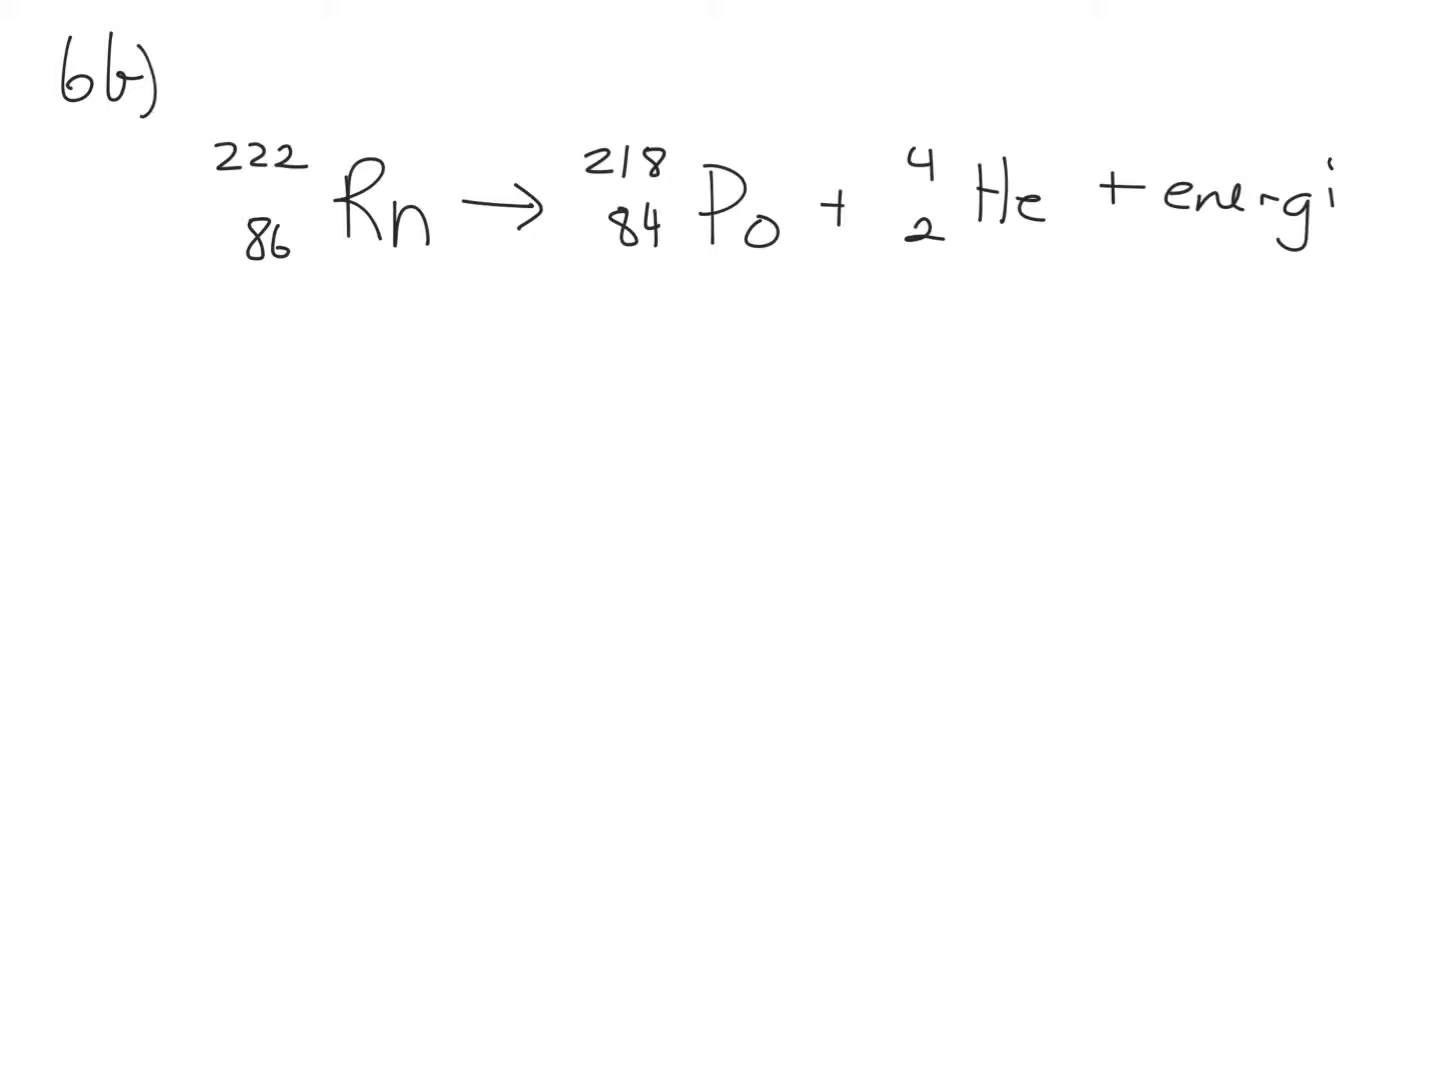 6b)
²²²₈₆Rn → ²¹⁸₈₄Po + ⁴₂He + energi